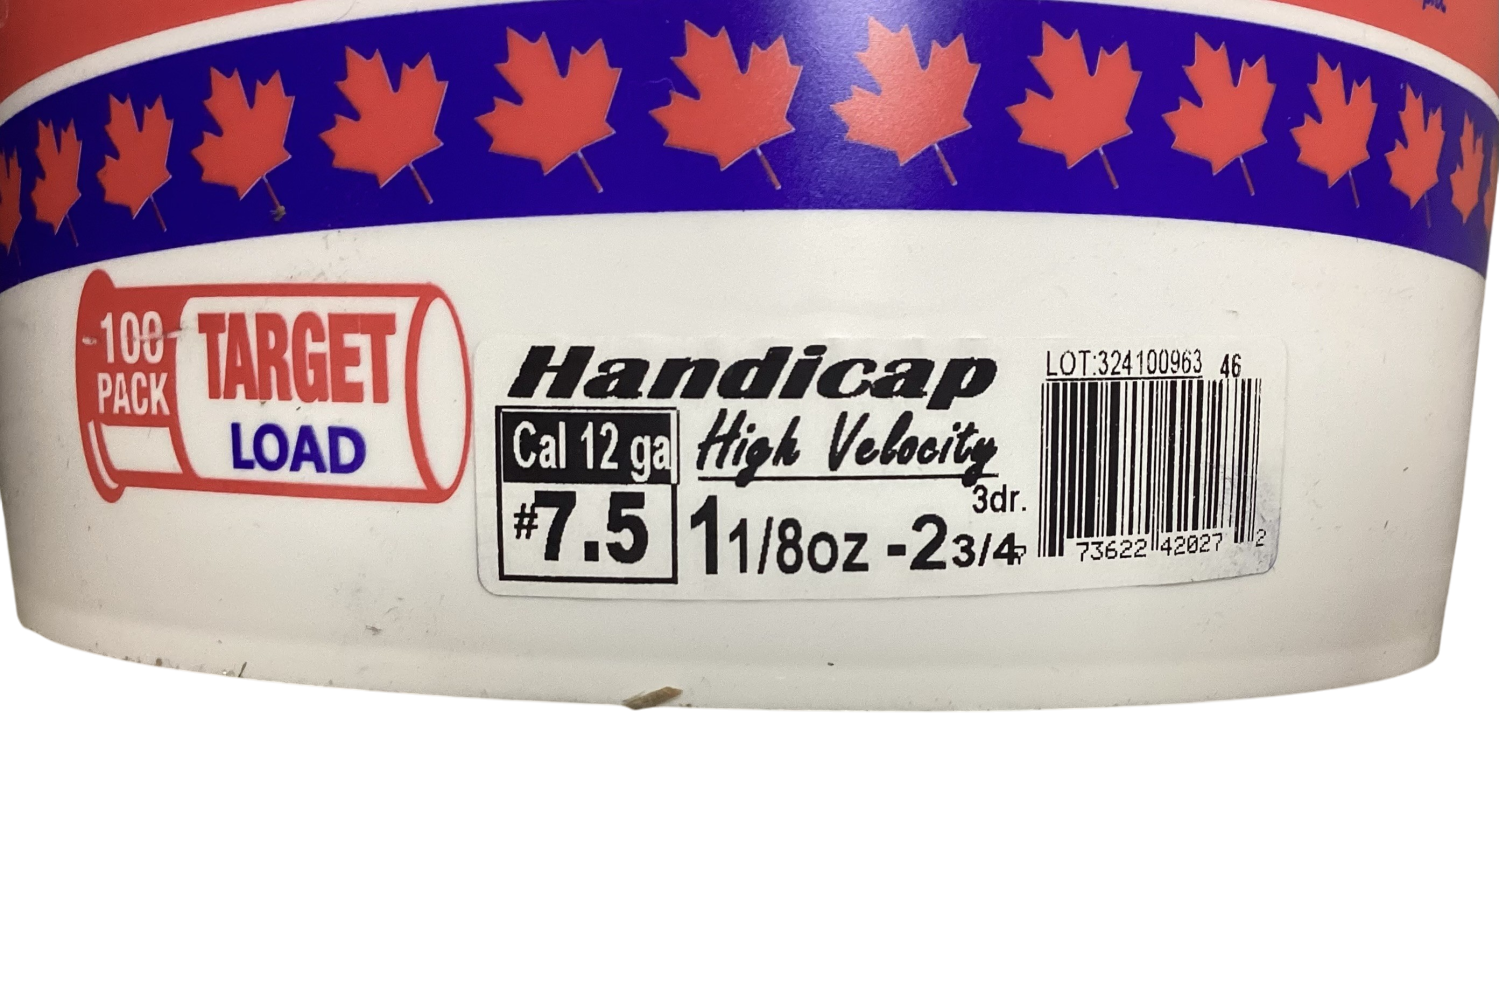 100
PACK
TARGET
LOAD
Handicap
Cal 12 ga
High Velocity
3dr.
#7.5
1 1/8oz -2 3/4
LOT:324100963 46
7 73622 42027 2